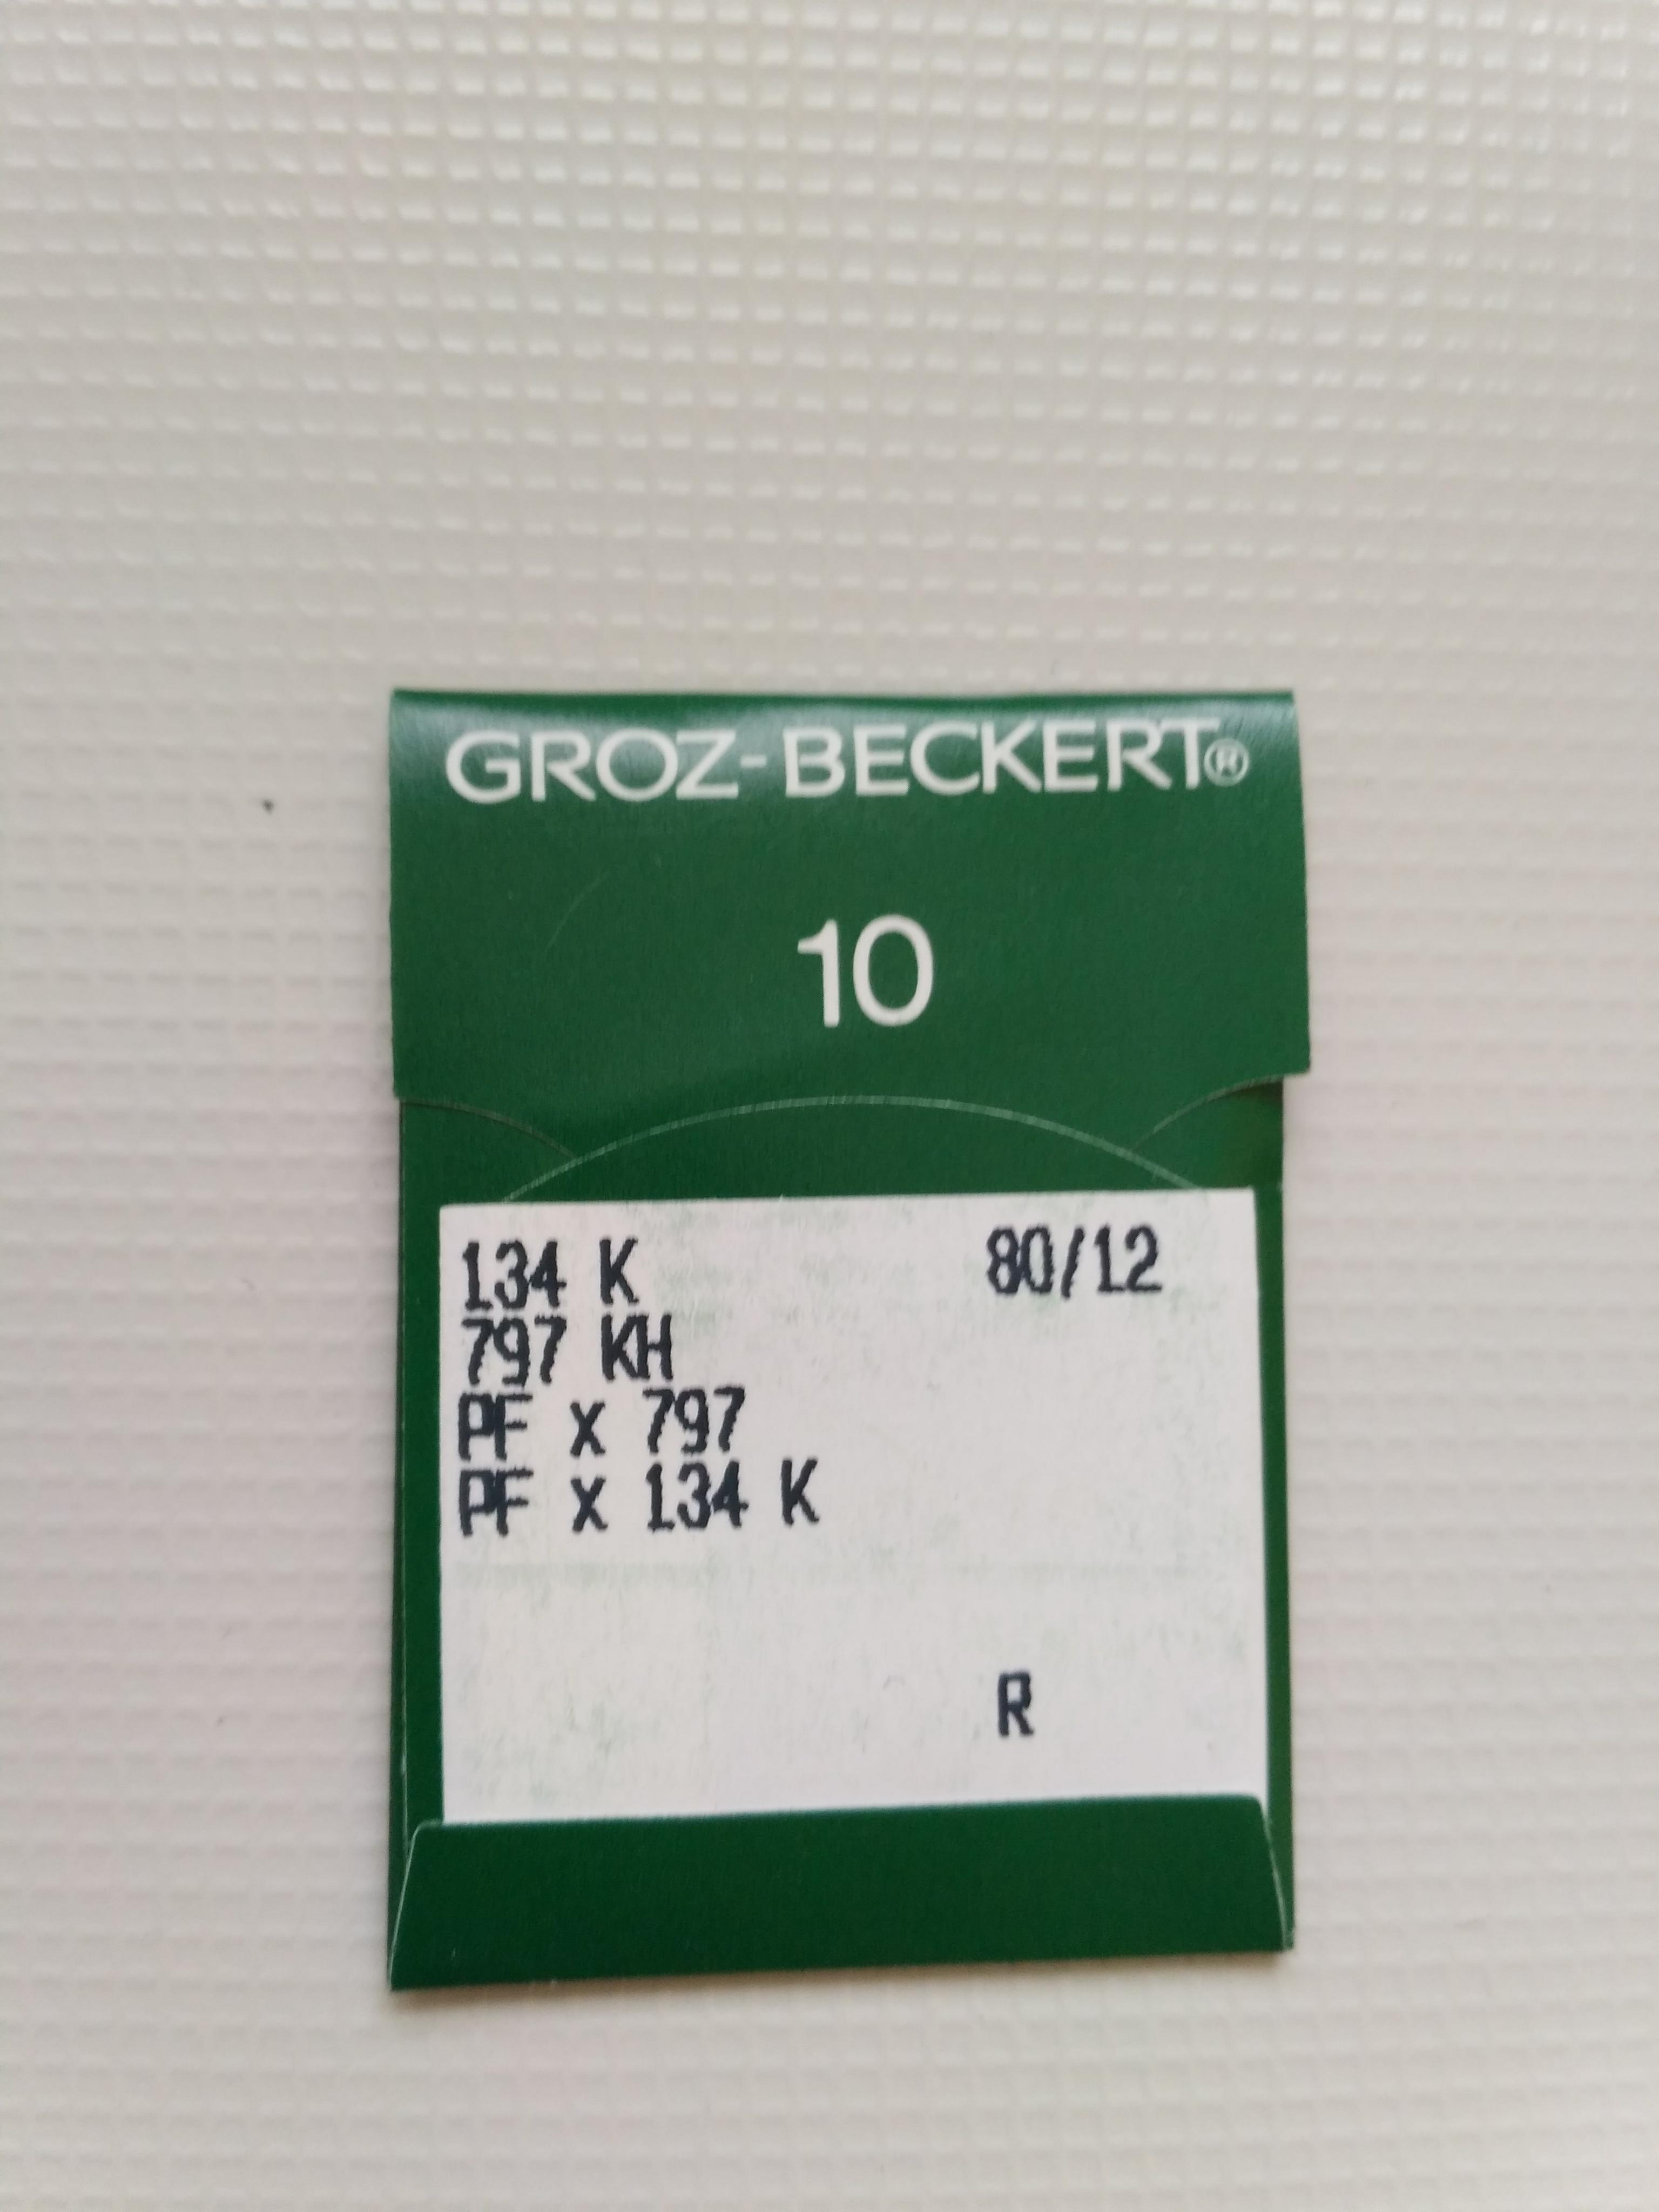 GROZ-BECKERT®
10
134 K 80/12
797 KH
PF x 797
PF x 134 K
R